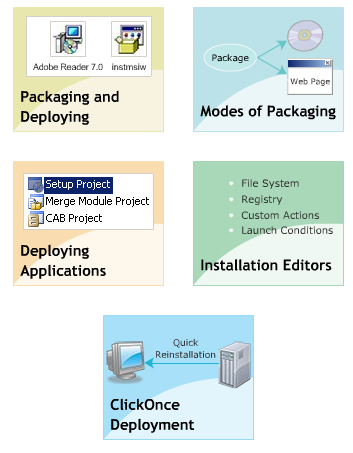 Adobe Reader 7.0 instmsiw
Packaging and
Deploying
Package
Web Page
Modes of Packaging
Setup Project
Merge Module Project
CAB Project
Deploying
Applications
File System
Registry
Custom Actions
Launch Conditions
Installation Editors
Quick
Reinstallation
ClickOnce
Deployment